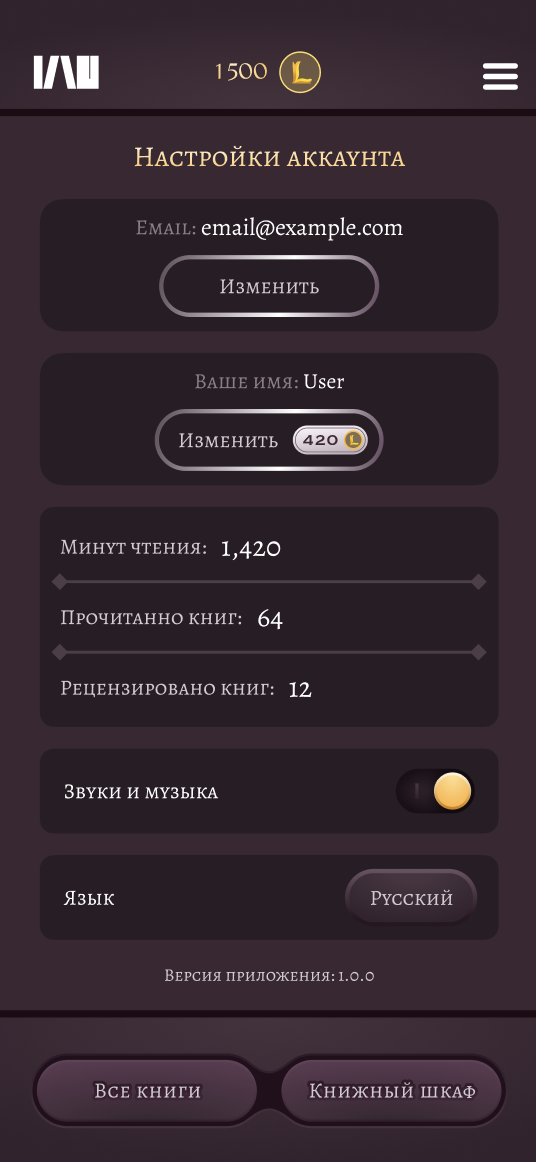 1500 L
Настройки аккаунта
Email: email@example.com
Изменить
Ваше имя: User
Изменить 420 L
Минут чтения: 1,420
Прочитанно книг: 64
Рецензировано книг: 12
Звуки и музыка
Язык Русский
Версия приложения: 1.0.0
Все книги Книжный шкаф